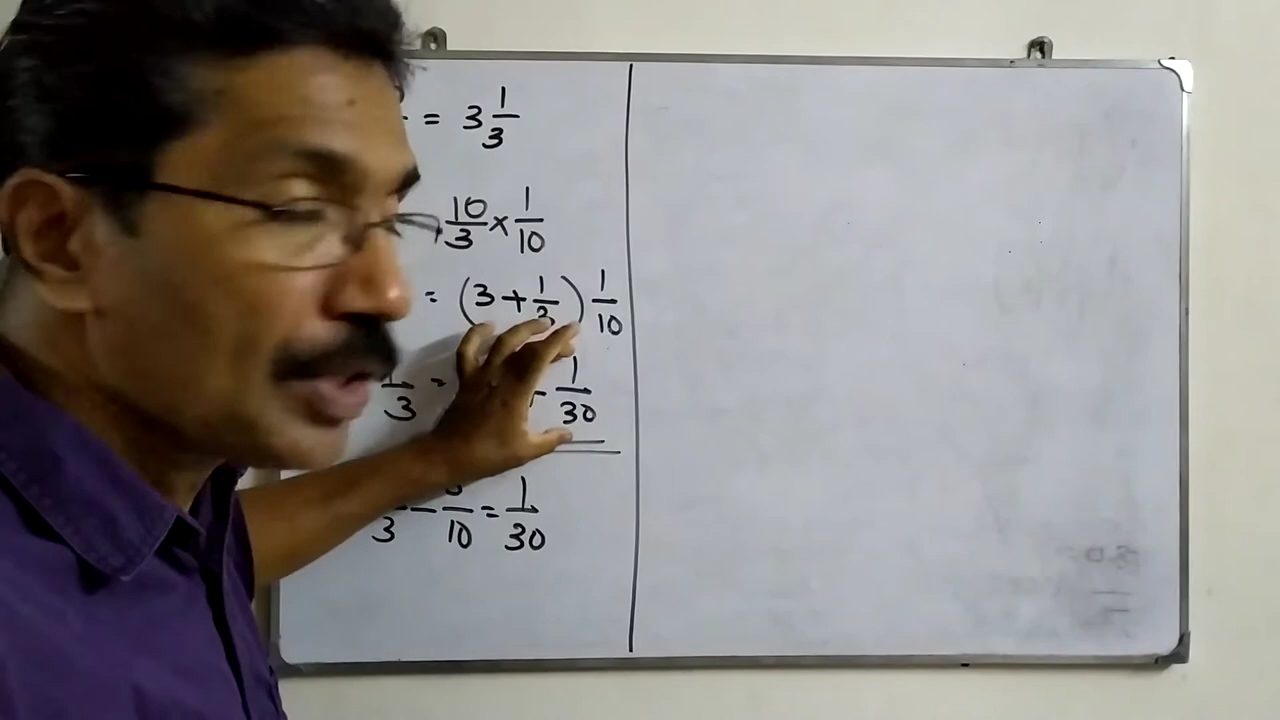 = 3 1/3
10/3 × 1/10
= (3 + 1/3) 1/10
1/3 = 1/30
3 − 10 = 1/30